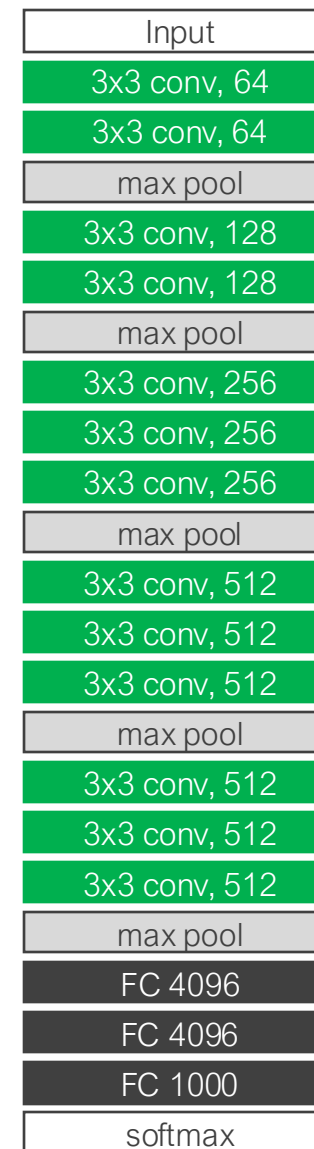 Input
3x3 conv, 64
3x3 conv, 64
max pool
3x3 conv, 128
3x3 conv, 128
max pool
3x3 conv, 256
3x3 conv, 256
3x3 conv, 256
max pool
3x3 conv, 512
3x3 conv, 512
3x3 conv, 512
max pool
3x3 conv, 512
3x3 conv, 512
3x3 conv, 512
max pool
FC 4096
FC 4096
FC 1000
softmax